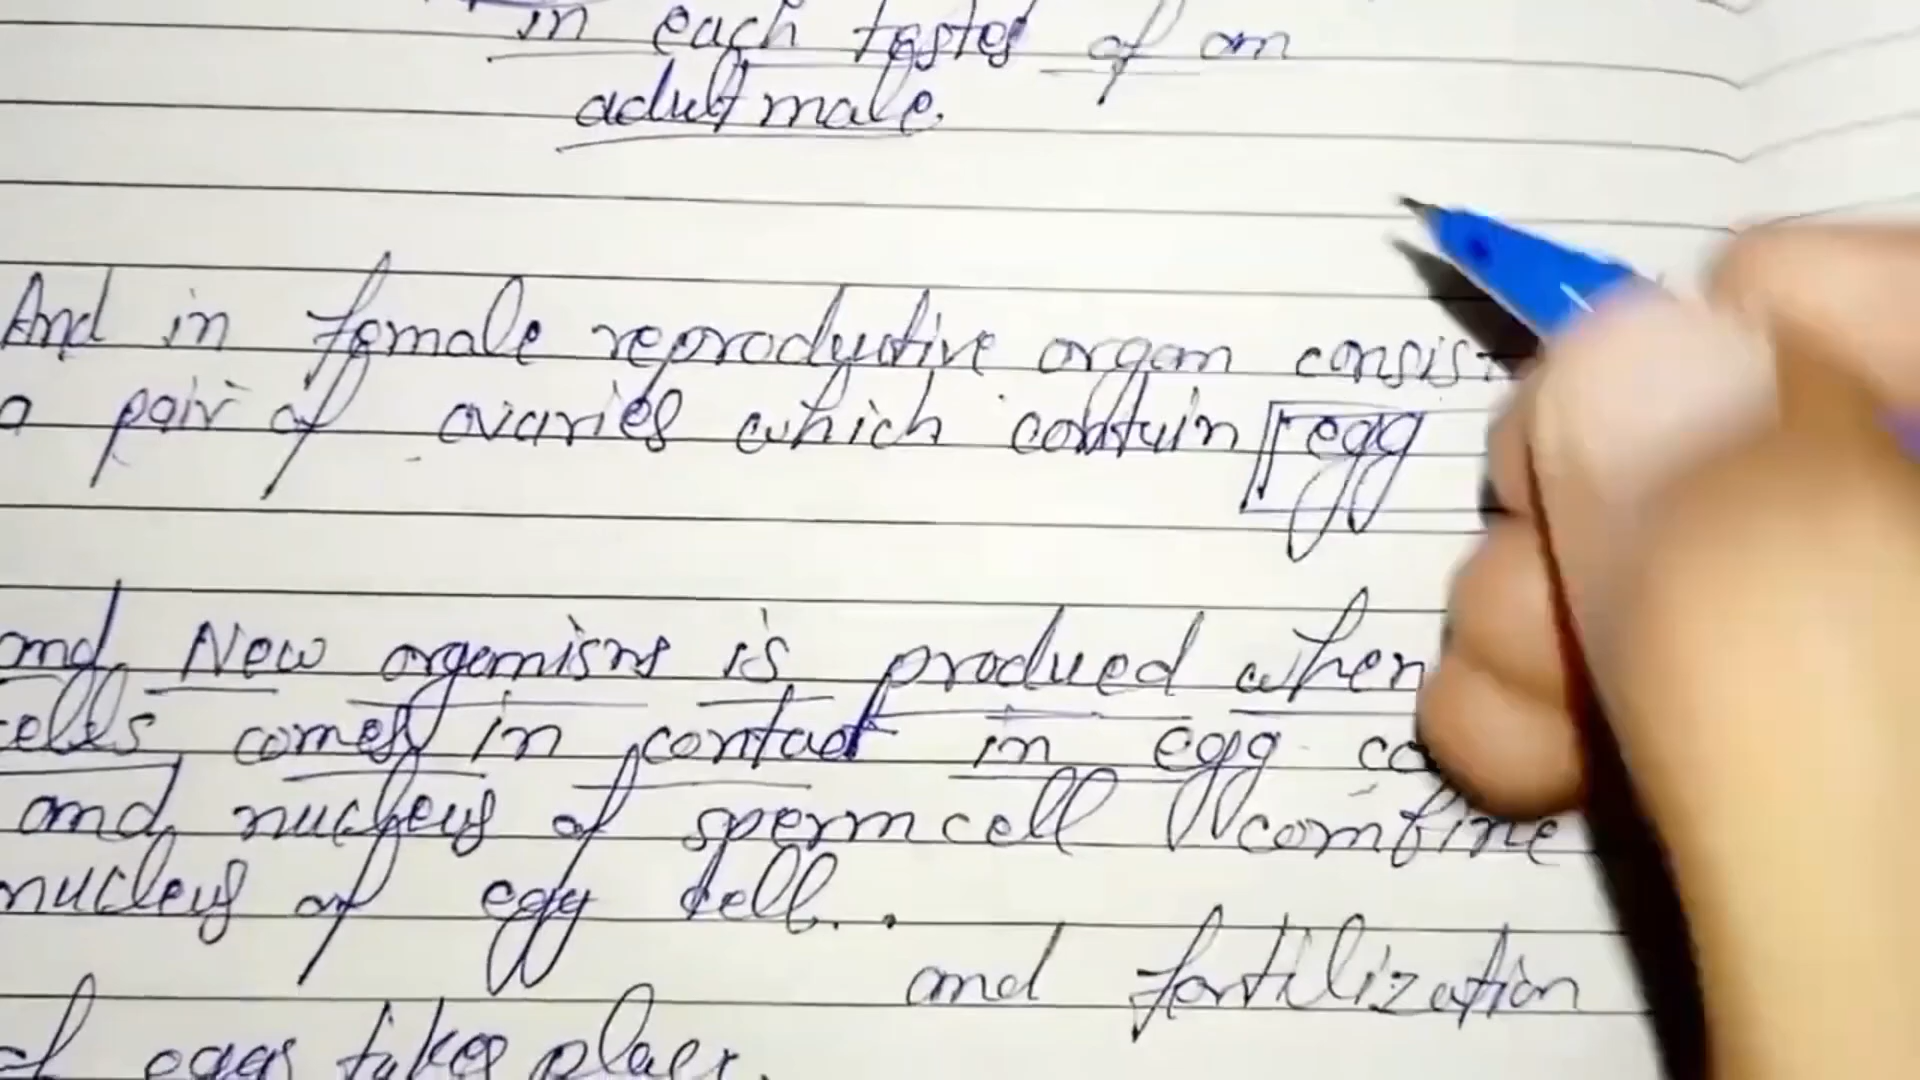 in each testes of an
adult male.
And in female reproductive organ consist
a pair of ovaries which contain egg
and New organisms is produed when
cells comes in contact in egg
and nucleus of sperm cell combine
nucleus of egg cell.
and fertilization
of eggs takes place.